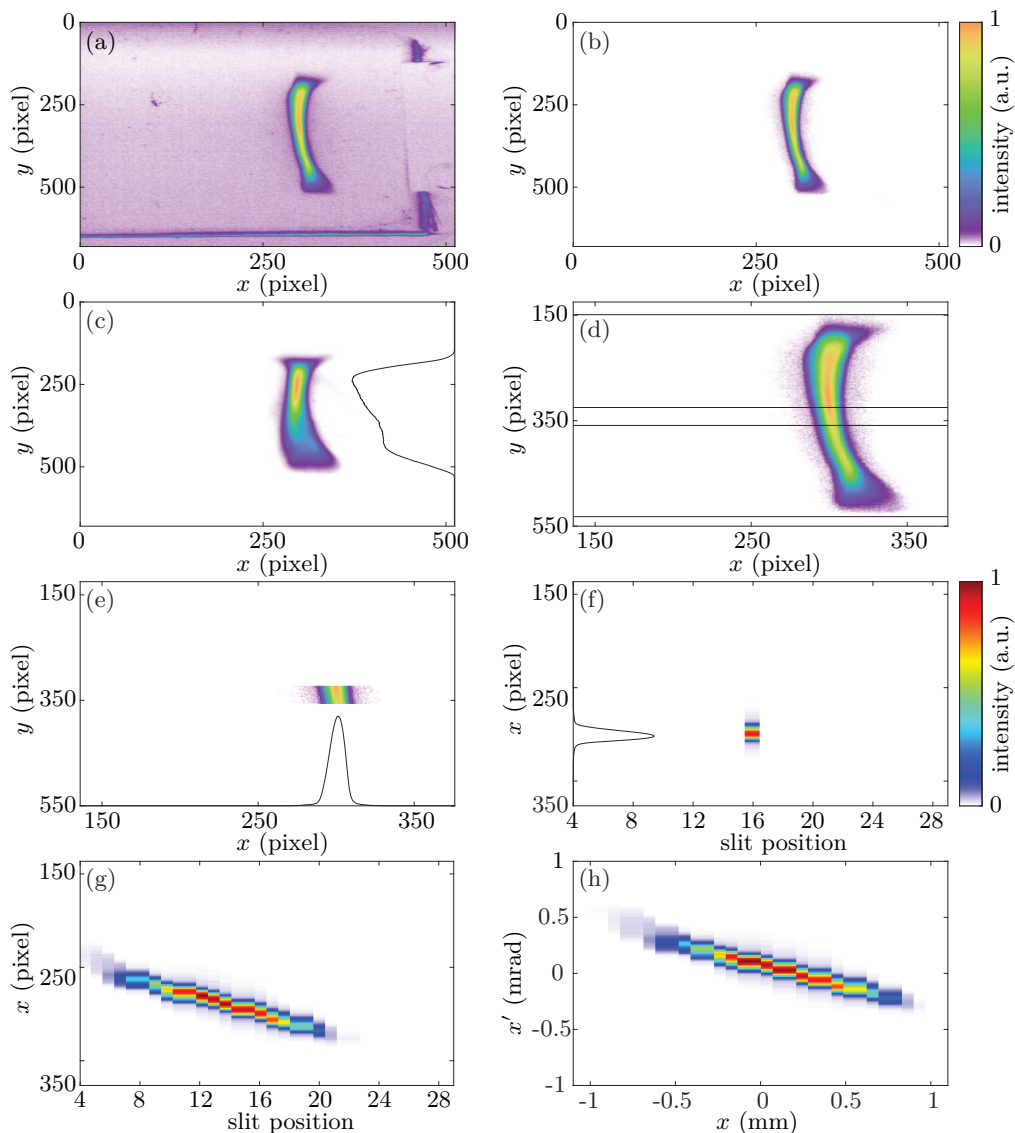 (a)
0
250
500
y (pixel)
0
250
500
x (pixel)
(b)
0
250
500
y (pixel)
0
250
500
x (pixel)
1
0
intensity (a.u.)
(c)
0
250
500
y (pixel)
0
250
500
x (pixel)
(d)
150
350
550
y (pixel)
150
250
350
x (pixel)
(e)
150
350
550
y (pixel)
150
250
350
x (pixel)
(f)
150
250
350
x (pixel)
4 8 12 16 20 24 28
slit position
1
0
intensity (a.u.)
(g)
150
250
350
x (pixel)
4 8 12 16 20 24 28
slit position
(h)
1
0.5
0
-0.5
-1
x′ (mrad)
-1 -0.5 0 0.5 1
x (mm)